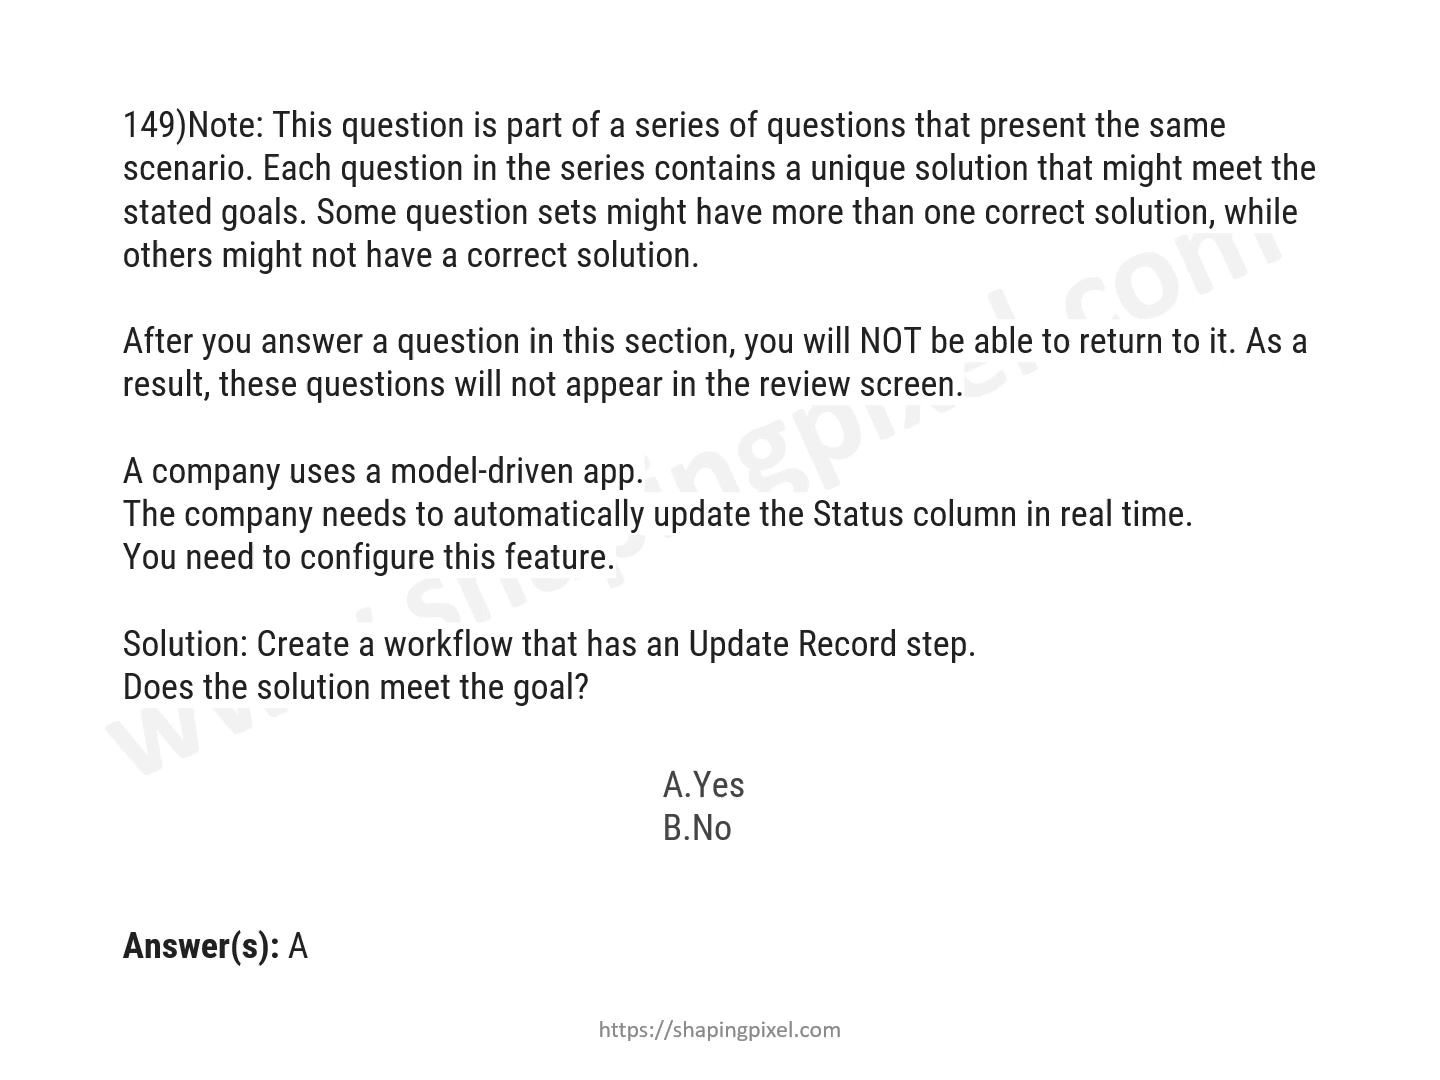 149)Note: This question is part of a series of questions that present the same
scenario. Each question in the series contains a unique solution that might meet the
stated goals. Some question sets might have more than one correct solution, while
others might not have a correct solution.
After you answer a question in this section, you will NOT be able to return to it. As a
result, these questions will not appear in the review screen.
A company uses a model-driven app.
The company needs to automatically update the Status column in real time.
You need to configure this feature.
Solution: Create a workflow that has an Update Record step.
Does the solution meet the goal?
A.Yes
B.No
Answer(s): A
https://shapingpixel.com
www.shapingpixel.com